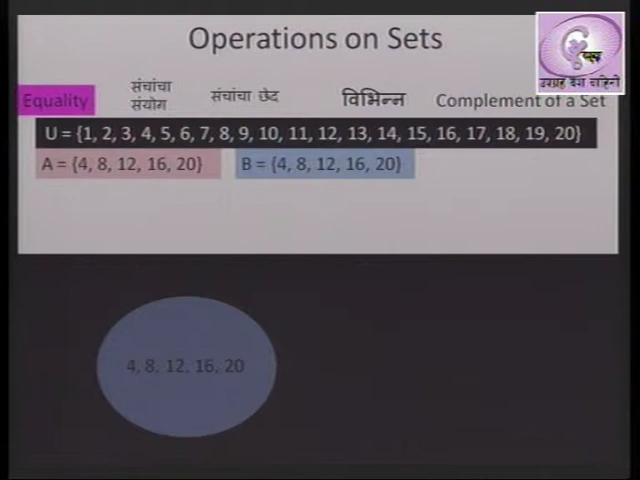 Operations on Sets
Equality
संचांचा
संयोग
संचांचा छेद
विभिन्न
Complement of a Set
U = {1, 2, 3, 4, 5, 6, 7, 8, 9, 10, 11, 12, 13, 14, 15, 16, 17, 18, 19, 20}
A = {4, 8, 12, 16, 20}
B = {4, 8, 12, 16, 20}
4, 8, 12, 16, 20